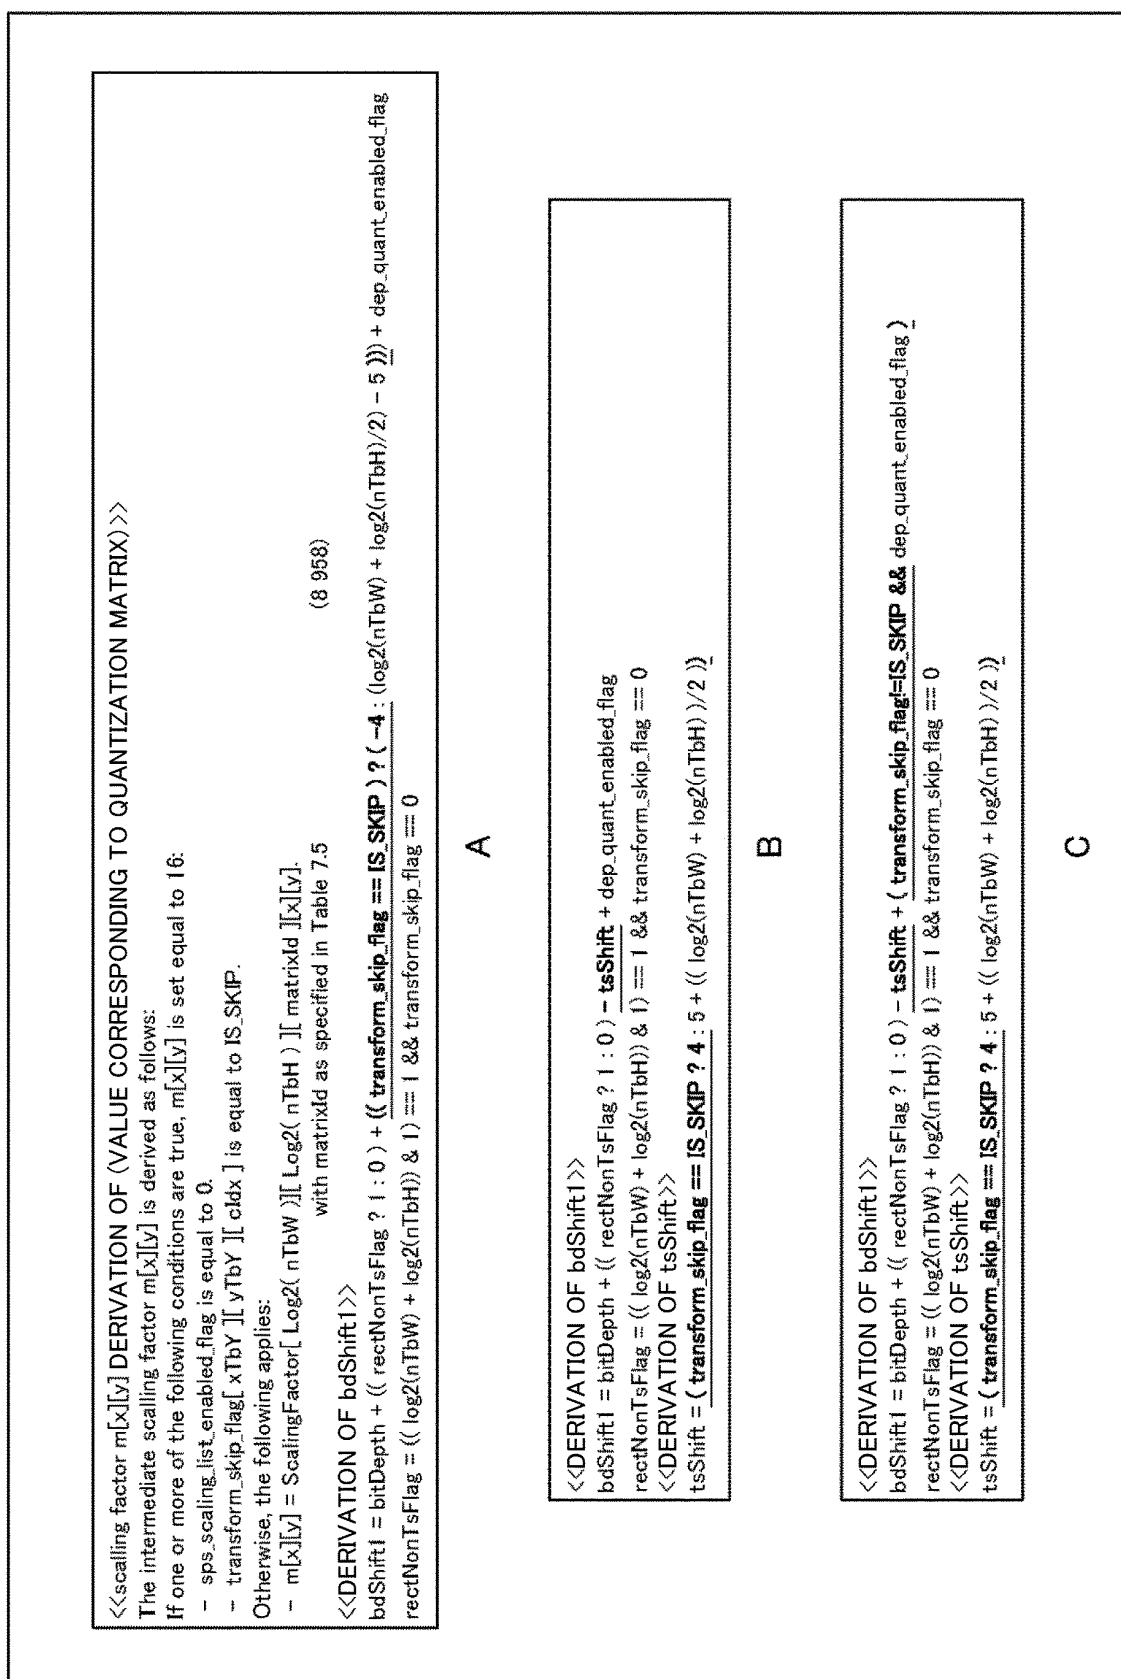 <<scalling factor m[x][y] DERIVATION OF (VALUE CORRESPONDING TO QUANTIZATION MATRIX)>>
The intermediate scalling factor m[x][y] is derived as follows:
If one or more of the following conditions are true, m[x][y] is set equal to 16:
– sps_scaling_list_enabled_flag is equal to 0.
– transform_skip_flag[ xTbY ][ yTbY ][ cIdx ] is equal to IS_SKIP.
Otherwise, the following applies:
– m[x][y] = ScalingFactor[ Log2( nTbW )][ Log2( nTbH ) ][ matrixId ][x][y].
with matrixId as specified in Table 7.5 (8 958)
<<DERIVATION OF bdShift1>>
bdShift1 = bitDepth + (( rectNonTsFlag ? 1 : 0 ) + (( transform_skip_flag == IS_SKIP ) ? ( −4 : (log2(nTbW) + log2(nTbH)/2) − 5 ))) + dep_quant_enabled_flag
rectNonTsFlag = (( log2(nTbW) + log2(nTbH)) & 1) == 1 && transform_skip_flag == 0
A
<<DERIVATION OF bdShift1>>
bdShift1 = bitDepth + (( rectNonTsFlag ? 1 : 0 ) − tsShift + dep_quant_enabled_flag
rectNonTsFlag = (( log2(nTbW) + log2(nTbH)) & 1) == 1 && transform_skip_flag == 0
<<DERIVATION OF tsShift>>
tsShift = ( transform_skip_flag == IS_SKIP ? 4 : 5 + (( log2(nTbW) + log2(nTbH) )/2 ))
B
<<DERIVATION OF bdShift1>>
bdShift1 = bitDepth + (( rectNonTsFlag ? 1 : 0 ) − tsShift + ( transform_skip_flag!=IS_SKIP && dep_quant_enabled_flag )
rectNonTsFlag = (( log2(nTbW) + log2(nTbH)) & 1) == 1 && transform_skip_flag == 0
<<DERIVATION OF tsShift>>
tsShift = ( transform_skip_flag == IS_SKIP ? 4 : 5 + (( log2(nTbW) + log2(nTbH) )/2 ))
C